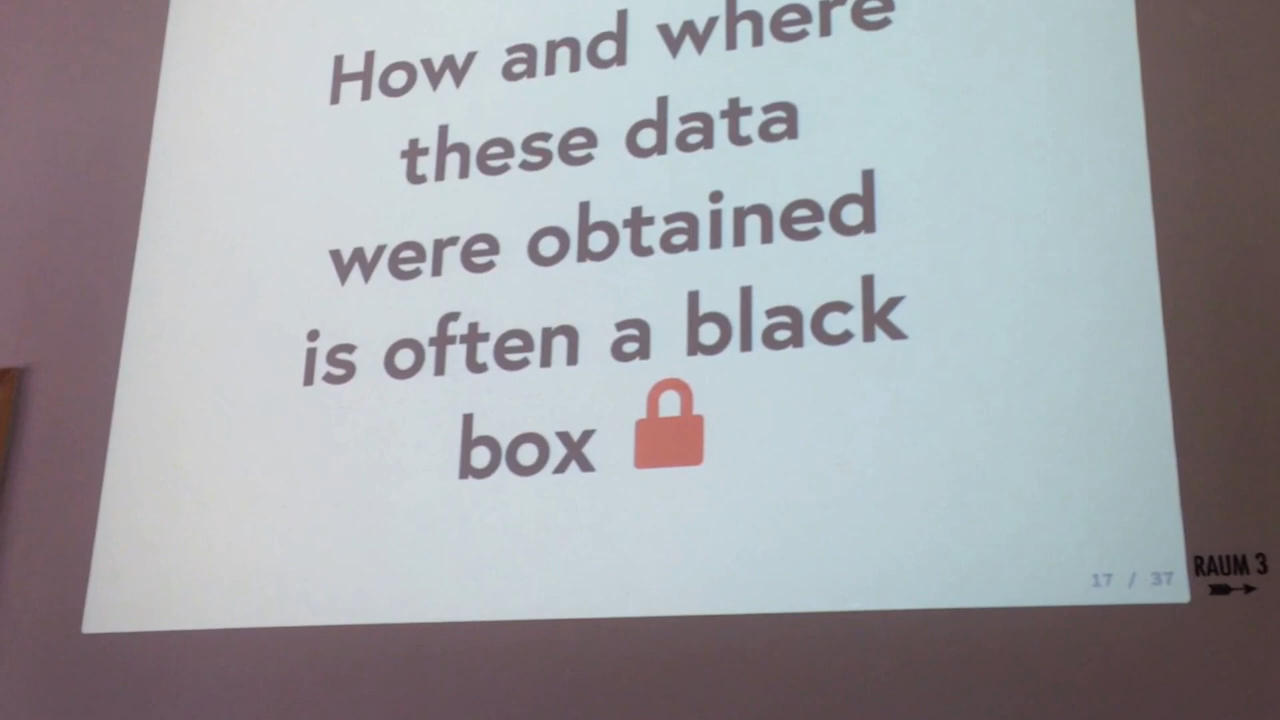 How and where
these data
were obtained
is often a black
box
17 / 37
RAUM 3